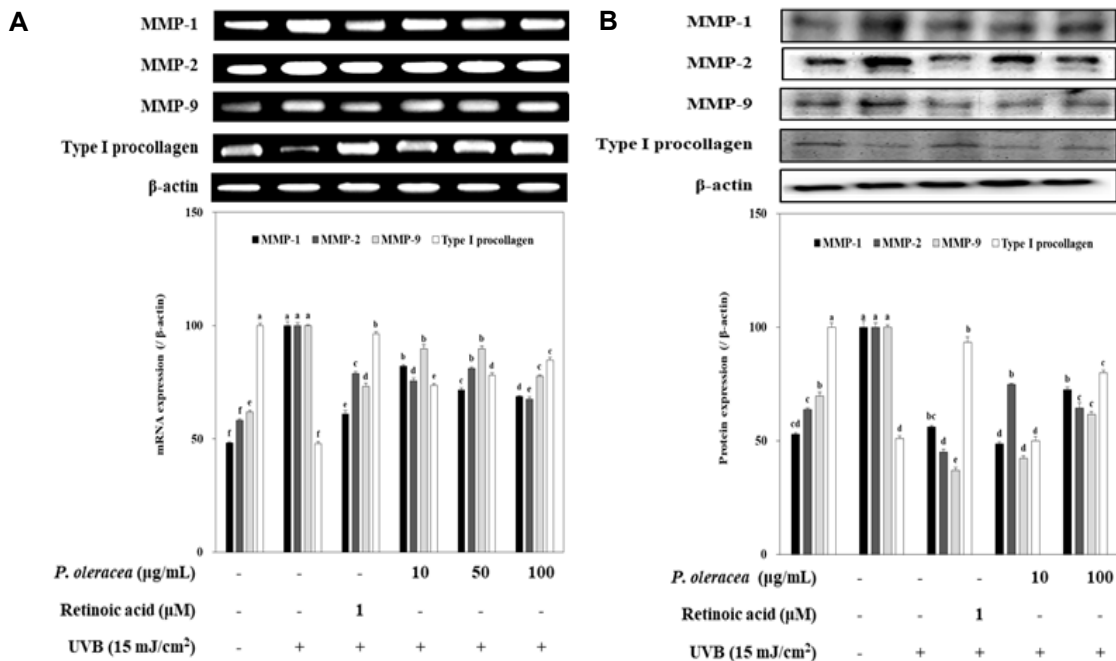 A
MMP-1
MMP-2
MMP-9
Type I procollagen
β-actin
150
100
50
0
mRNA expression (/ β-actin)
MMP-1 MMP-2 MMP-9 Type I procollagen
f f e a
a a a f
e c d b
b e b e
c c b d
d e c c
P. oleracea (µg/mL) - - - 10 50 100
Retinoic acid (µM) - - 1 - - -
UVB (15 mJ/cm²) - + + + + +
B
MMP-1
MMP-2
MMP-9
Type I procollagen
β-actin
150
100
50
0
Protein expression (/ β-actin)
MMP-1 MMP-2 MMP-9 Type I procollagen
cd c b a
a a a d
bc d e b
d b d d
b c c c
P. oleracea (µg/mL) - - - 10 100
Retinoic acid (µM) - - 1 - -
UVB (15 mJ/cm²) - + + + +